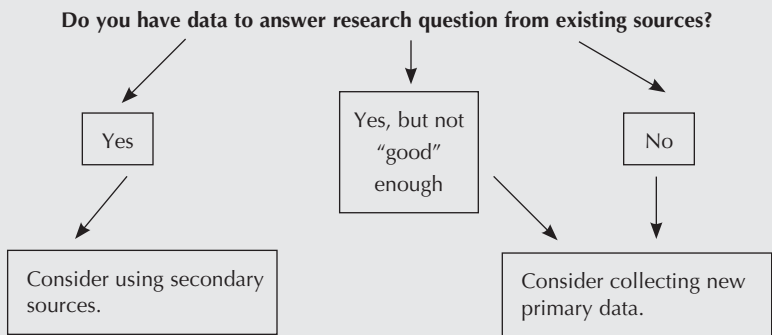 Do you have data to answer research question from existing sources?
Yes
Yes, but not
“good”
enough
No
Consider using secondary
sources.
Consider collecting new
primary data.